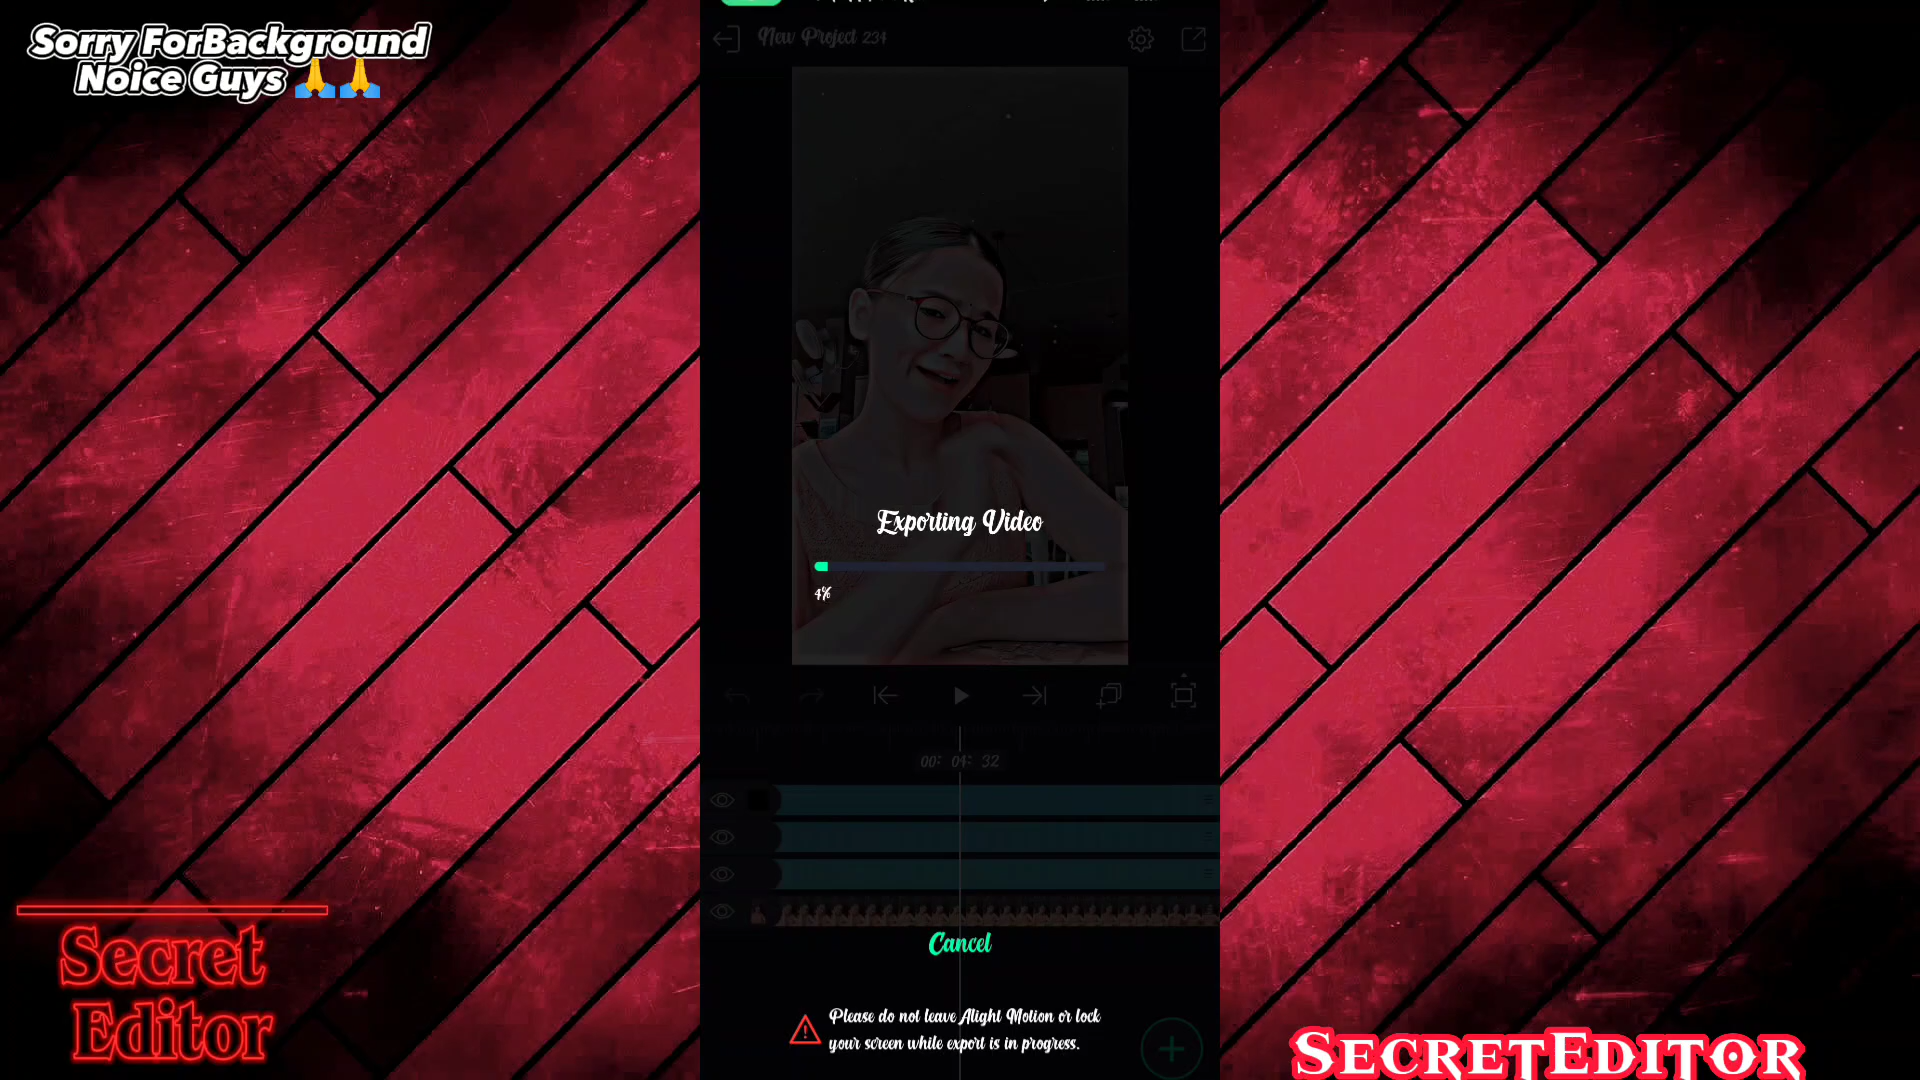 Sorry ForBackground
Noice Guys 🙏🙏
New Project 234
Exporting Video
4%
00: 01: 32
Cancel
Please do not leave Alight Motion or lock
your screen while export is in progress.
Secret
Editor
SECRETEDITOR